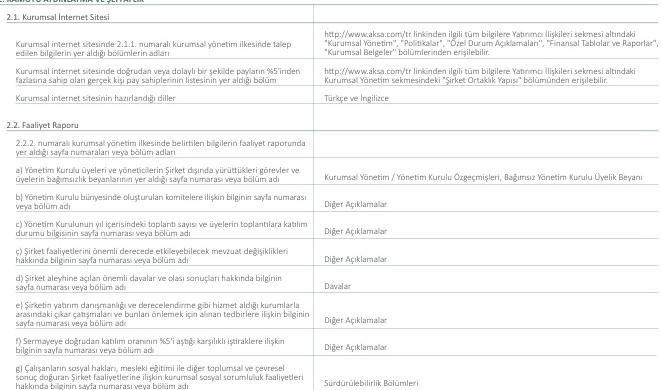 2. KAMUYU AYDINLATMA VE ŞEFFAFLIK
2.1. Kurumsal İnternet Sitesi
Kurumsal internet sitesinde 2.1.1. numaralı kurumsal yönetim ilkesinde talep
edilen bilgilerin yer aldığı bölümlerin adları
http://www.aksa.com/tr linkinden ilgili tüm bilgilere Yatırımcı İlişkileri sekmesi altındaki
"Kurumsal Yönetim", "Politikalar", "Özel Durum Açıklamaları", "Finansal Tablolar ve Raporlar",
"Kurumsal Belgeler" bölümlerinden erişilebilir.
Kurumsal internet sitesinde doğrudan veya dolaylı bir şekilde payların %5'inden
fazlasına sahip olan gerçek kişi pay sahiplerinin listesinin yer aldığı bölüm
http://www.aksa.com/tr linkinden ilgili tüm bilgilere Yatırımcı İlişkileri sekmesi altındaki
Kurumsal Yönetim sekmesindeki "Şirket Ortaklık Yapısı" bölümünden erişilebilir.
Kurumsal internet sitesinin hazırlandığı diller
Türkçe ve İngilizce
2.2. Faaliyet Raporu
2.2.2. numaralı kurumsal yönetim ilkesinde belirtilen bilgilerin faaliyet raporunda
yer aldığı sayfa numaraları veya bölüm adları
a) Yönetim Kurulu üyeleri ve yöneticilerin Şirket dışında yürüttükleri görevler ve
üyelerin bağımsızlık beyanlarının yer aldığı sayfa numarası veya bölüm adı
Kurumsal Yönetim / Yönetim Kurulu Özgeçmişleri, Bağımsız Yönetim Kurulu Üyelik Beyanı
b) Yönetim Kurulu bünyesinde oluşturulan komitelere ilişkin bilginin sayfa numarası
veya bölüm adı
Diğer Açıklamalar
c) Yönetim Kurulunun yıl içerisindeki toplantı sayısı ve üyelerin toplantılara katılım
durumu bilgisinin sayfa numarası veya bölüm adı
Diğer Açıklamalar
ç) Şirket faaliyetlerini önemli derecede etkileyebilecek mevzuat değişiklikleri
hakkında bilginin sayfa numarası veya bölüm adı
Diğer Açıklamalar
d) Şirket aleyhine açılan önemli davalar ve olası sonuçları hakkında bilginin
sayfa numarası veya bölüm adı
Davalar
e) Şirketin yatırım danışmanlığı ve derecelendirme gibi hizmet aldığı kurumlarla
arasındaki çıkar çatışmaları ve bunları önlemek için alınan tedbirlere ilişkin bilginin
sayfa numarası veya bölüm adı
Diğer Açıklamalar
f) Sermayeye doğrudan katılım oranının %5'i aştığı karşılıklı iştiraklere ilişkin
bilginin sayfa numarası veya bölüm adı
Diğer Açıklamalar
g) Çalışanların sosyal hakları, mesleki eğitimi ile diğer toplumsal ve çevresel
sonuç doğuran Şirket faaliyetlerine ilişkin kurumsal sosyal sorumluluk faaliyetleri
hakkında bilginin sayfa numarası veya bölüm adı
Sürdürülebilirlik Bölümleri